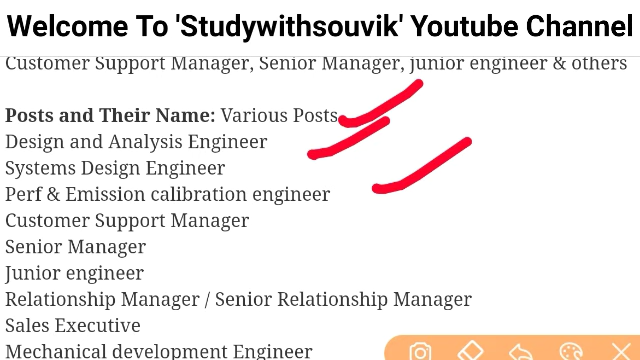 Welcome To 'Studywithsouvik' Youtube Channel
Customer Support Manager, Senior Manager, junior engineer & others
Posts and Their Name: Various Posts
Design and Analysis Engineer
Systems Design Engineer
Perf & Emission calibration engineer
Customer Support Manager
Senior Manager
Junior engineer
Relationship Manager / Senior Relationship Manager
Sales Executive
Mechanical development Engineer